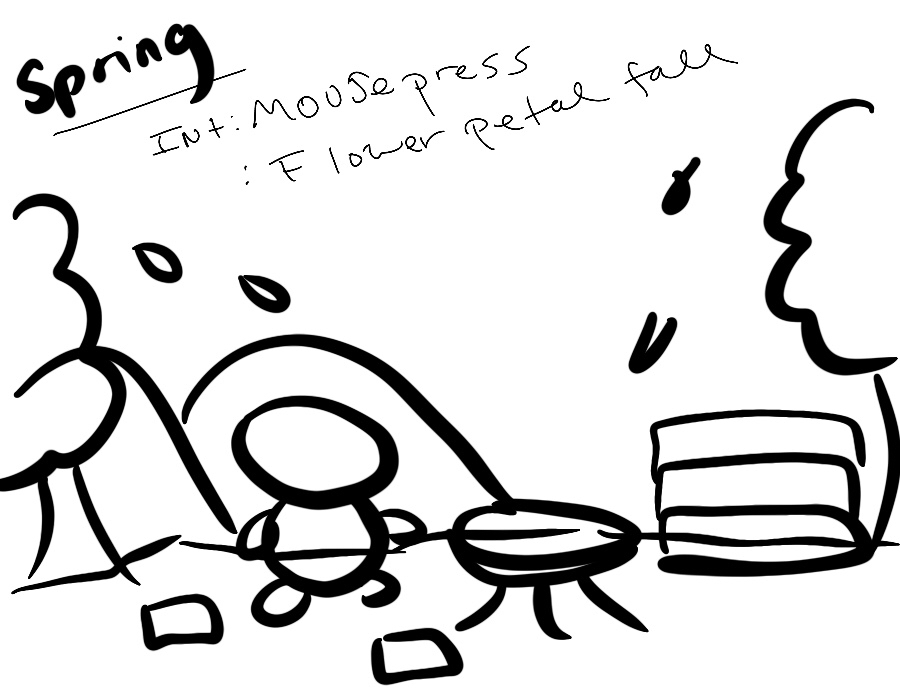 Spring
Int: Mousepress
: Flower petal fall